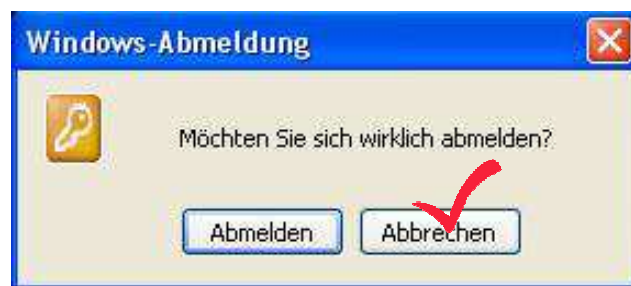 Windows-Abmeldung
Möchten Sie sich wirklich abmelden?
Abmelden
Abbrechen